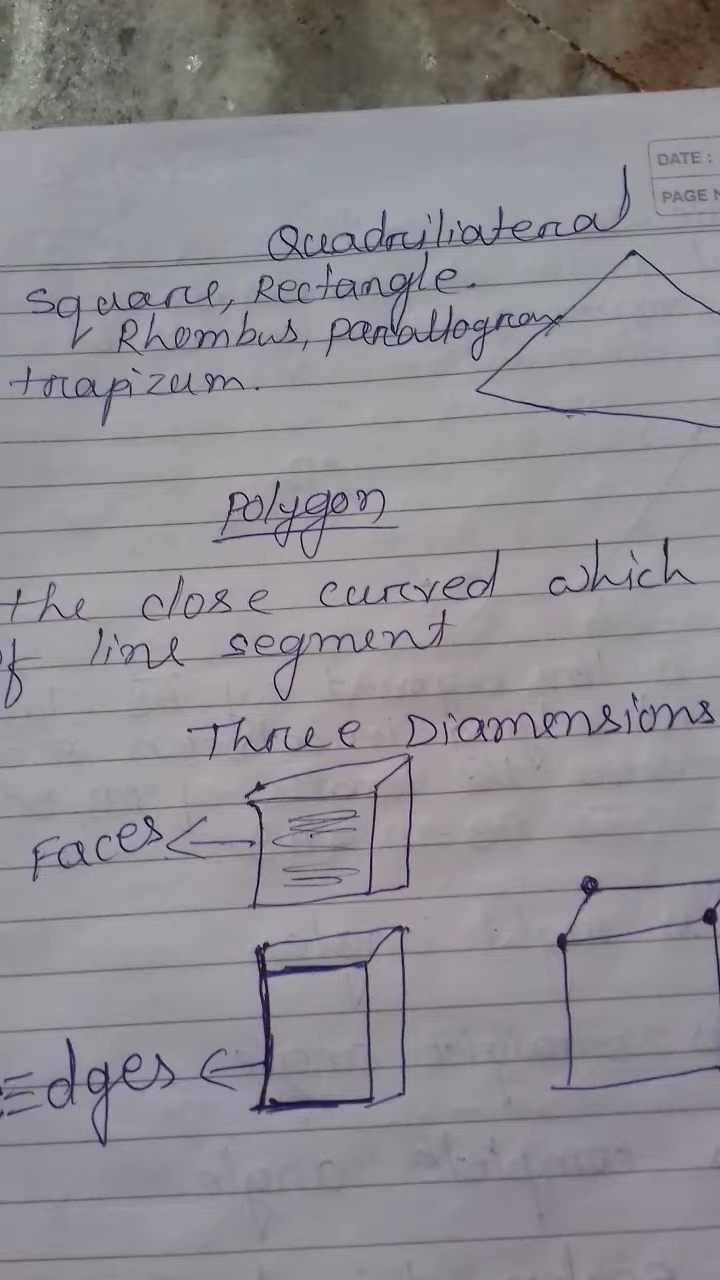 DATE :
PAGE N
Quadriliateral
Square, Rectangle.
Rhombus, parallogram
trapizum.
Polygon
the close curved which
of line segment
Three Diamensions
Faces
Edges